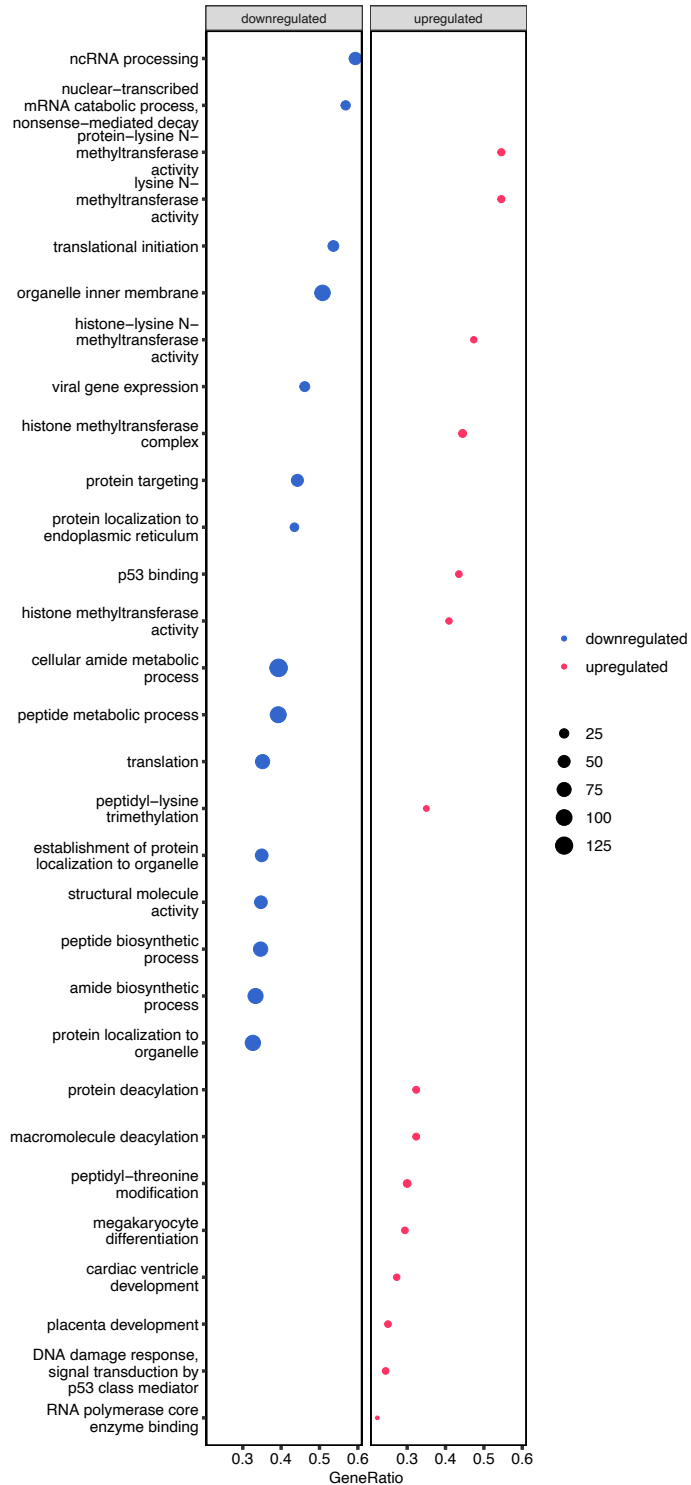 downregulated
upregulated
ncRNA processing
nuclear−transcribed
mRNA catabolic process,
nonsense−mediated decay
protein−lysine N−
methyltransferase
activity
lysine N−
methyltransferase
activity
translational initiation
organelle inner membrane
histone−lysine N−
methyltransferase
activity
viral gene expression
histone methyltransferase
complex
protein targeting
protein localization to
endoplasmic reticulum
p53 binding
histone methyltransferase
activity
cellular amide metabolic
process
peptide metabolic process
translation
peptidyl−lysine
trimethylation
establishment of protein
localization to organelle
structural molecule
activity
peptide biosynthetic
process
amide biosynthetic
process
protein localization to
organelle
protein deacylation
macromolecule deacylation
peptidyl−threonine
modification
megakaryocyte
differentiation
cardiac ventricle
development
placenta development
DNA damage response,
signal transduction by
p53 class mediator
RNA polymerase core
enzyme binding
0.3 0.4 0.5 0.6
0.3 0.4 0.5 0.6
GeneRatio
downregulated
upregulated
25
50
75
100
125